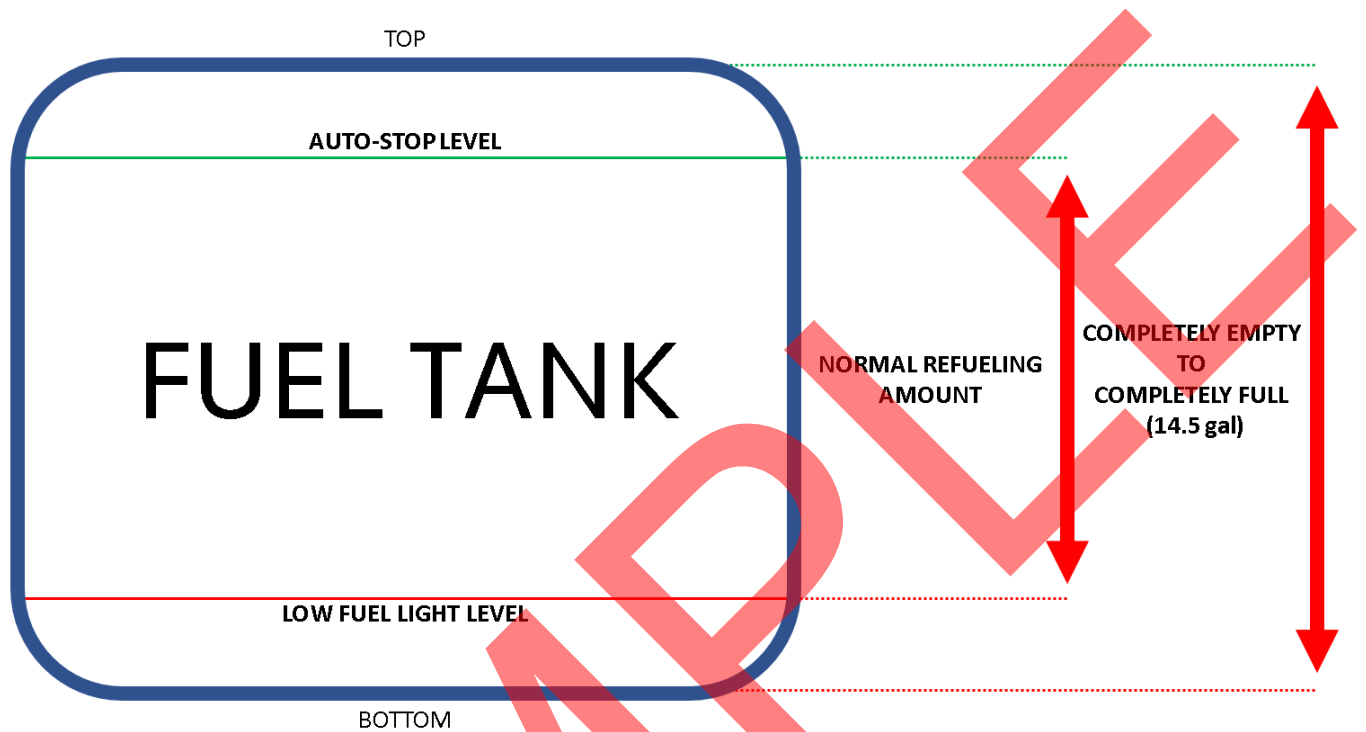 TOP
AUTO-STOP LEVEL
FUEL TANK
NORMAL REFUELING
AMOUNT
COMPLETELY EMPTY
TO
COMPLETELY FULL
(14.5 gal)
LOW FUEL LIGHT LEVEL
BOTTOM
MPLE